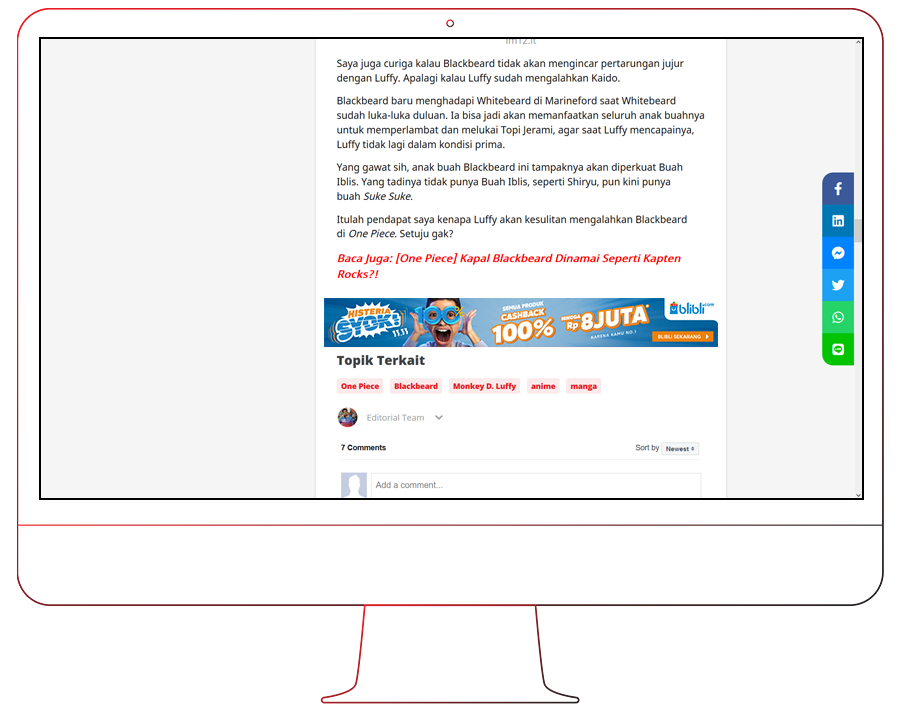 Saya juga curiga kalau Blackbeard tidak akan mengincar pertarungan jujur
dengan Luffy. Apalagi kalau Luffy sudah mengalahkan Kaido.
Blackbeard baru menghadapi Whitebeard di Marineford saat Whitebeard
sudah luka-luka duluan. Ia bisa jadi akan memanfaatkan seluruh anak buahnya
untuk memperlambat dan melukai Topi Jerami, agar saat Luffy mencapainya,
Luffy tidak lagi dalam kondisi prima.
Yang gawat sih, anak buah Blackbeard ini tampaknya akan diperkuat Buah
Iblis. Yang tadinya tidak punya Buah Iblis, seperti Shiryu, pun kini punya
buah Suke Suke.
Itulah pendapat saya kenapa Luffy akan kesulitan mengalahkan Blackbeard
di One Piece. Setuju gak?
Baca Juga: [One Piece] Kapal Blackbeard Dinamai Seperti Kapten
Rocks?!
HISTERIA
SYOK!
11.11
SEMUA PRODUK
CASHBACK
100%
HINGGA
Rp 8JUTA
KARENA KAMU NO.1
blibli.com
BLIBLI SEKARANG
Topik Terkait
One Piece
Blackbeard
Monkey D. Luffy
anime
manga
Editorial Team
7 Comments
Sort by Newest
Add a comment...